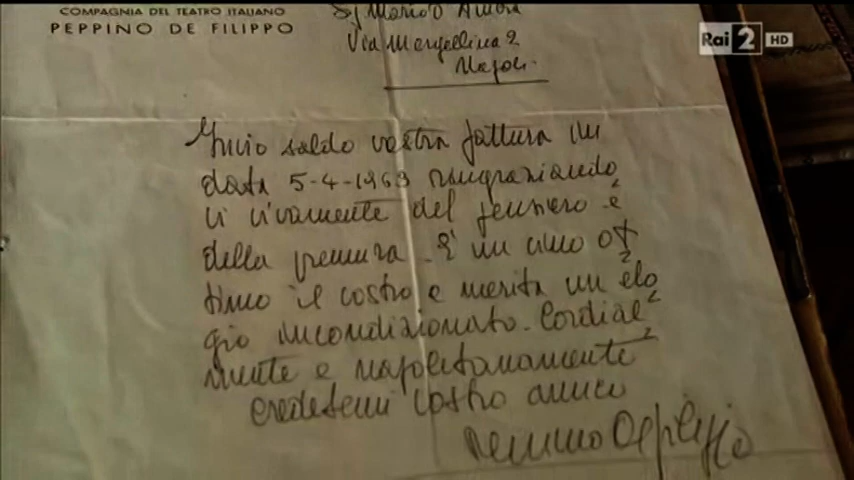 COMPAGNIA DEL TEATRO ITALIANO
PEPPINO DE FILIPPO
Rai 2 HD
Via Mergellina 2
Napoli
Invio saldo vostra fattura in
data 5-4-1963 ringraziando
vi vivamente del pensiero e
della premura. È un vino ot
timo il vostro e merita un elo
gio incondizionato. Cordial
mente e napoletanamente
credetemi vostro amico
Peppino De Filippo